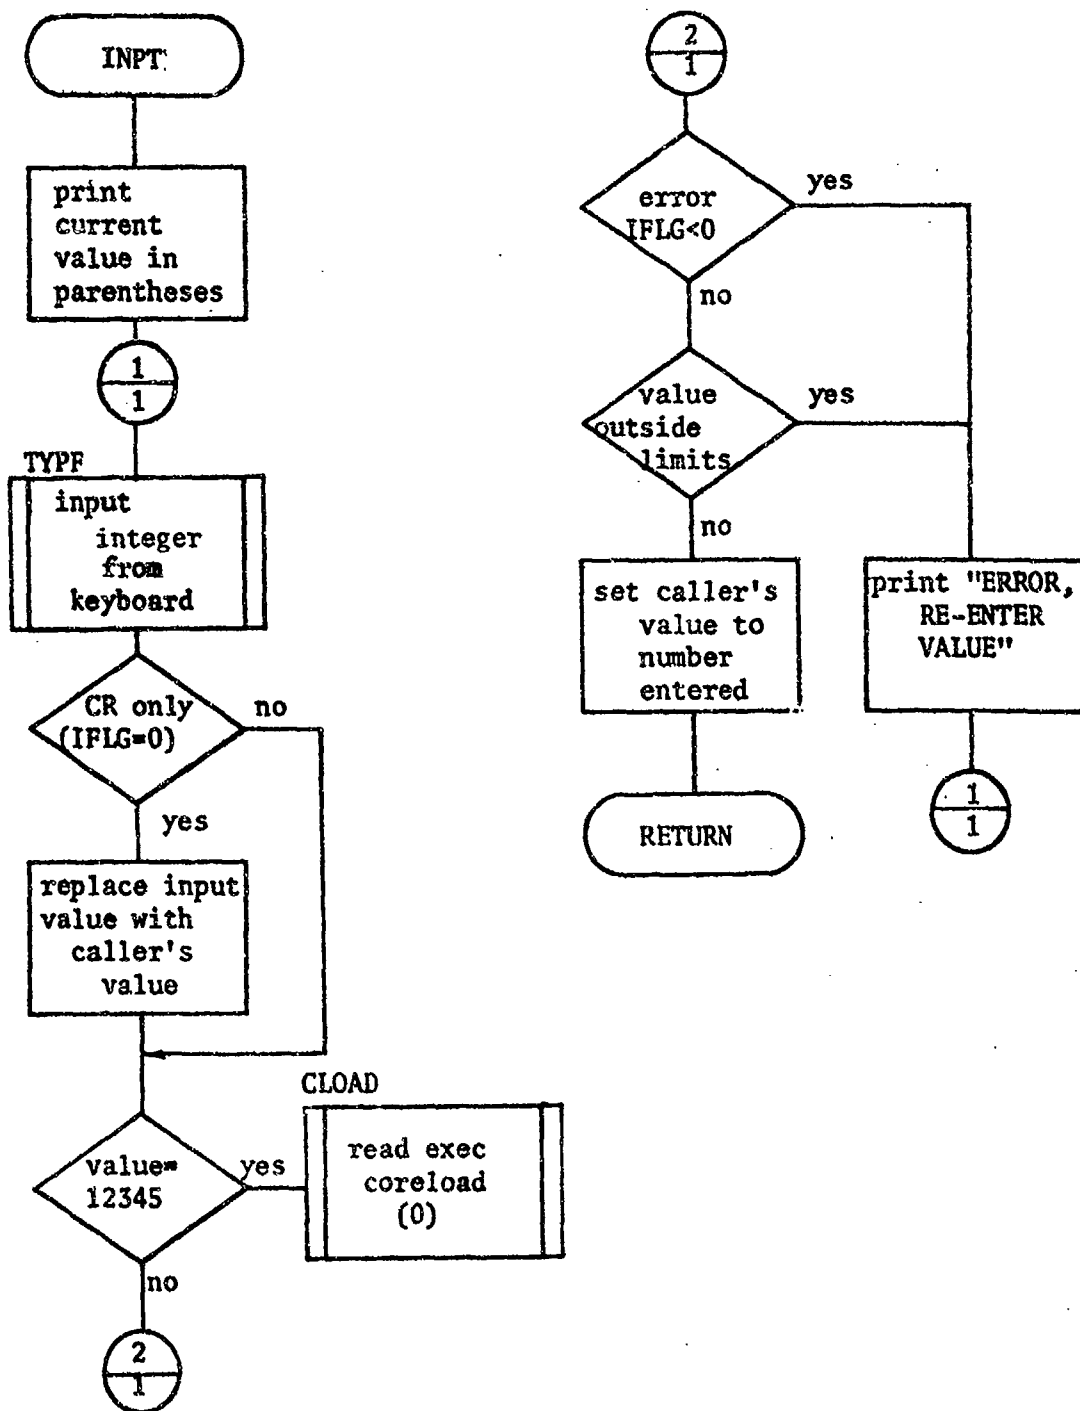 INPT
print
current
value in
parentheses
1
1
TYPF
input
integer
from
keyboard
CR only
(IFLG=0)
no
yes
replace input
value with
caller's
value
value=
12345
yes
no
CLOAD
read exec
coreload
(0)
2
1
2
1
error
IFLG<0
yes
no
value
outside
limits
yes
no
set caller's
value to
number
entered
RETURN
print "ERROR,
RE-ENTER
VALUE"
1
1